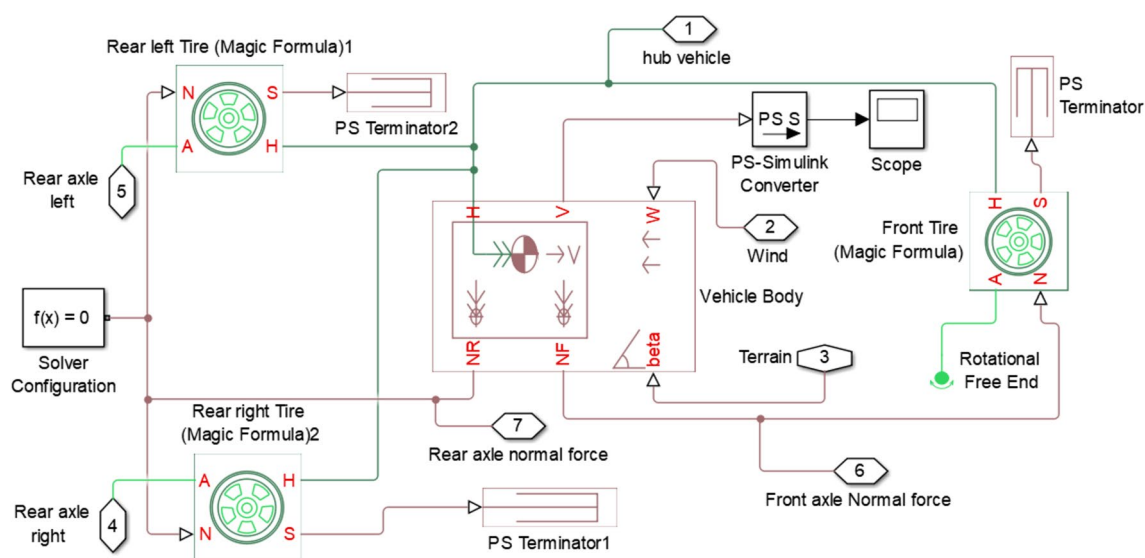 Rear left Tire (Magic Formula)1
N
S
A
H
PS Terminator2
1
hub vehicle
PS
Terminator
PS S
PS-Simulink
Converter
Scope
Rear axle
left
5
H
V
W
V
2
Wind
Vehicle Body
NR
NF
beta
H
S
Front Tire
(Magic Formula)
A
N
f(x) = 0
Solver
Configuration
Terrain
3
Rotational
Free End
Rear right Tire
(Magic Formula)2
7
Rear axle normal force
6
Front axle Normal force
A
H
N
S
Rear axle
right
4
PS Terminator1